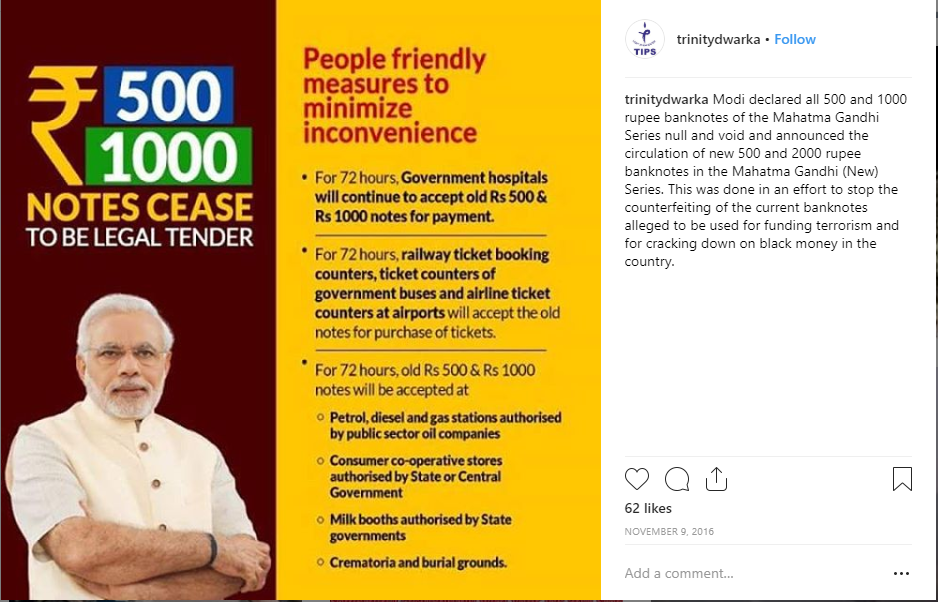 ₹ 500
1000
NOTES CEASE
TO BE LEGAL TENDER
People friendly
measures to
minimize
inconvenience
• For 72 hours, Government hospitals
will continue to accept old Rs 500 &
Rs 1000 notes for payment.
• For 72 hours, railway ticket booking
counters, ticket counters of
government buses and airline ticket
counters at airports will accept the old
notes for purchase of tickets.
• For 72 hours, old Rs 500 & Rs 1000
notes will be accepted at
○ Petrol, diesel and gas stations authorised
by public sector oil companies
○ Consumer co-operative stores
authorised by State or Central
Government
○ Milk booths authorised by State
governments
○ Crematoria and burial grounds.
TIPS
trinitydwarka • Follow
trinitydwarka Modi declared all 500 and 1000
rupee banknotes of the Mahatma Gandhi
Series null and void and announced the
circulation of new 500 and 2000 rupee
banknotes in the Mahatma Gandhi (New)
Series. This was done in an effort to stop the
counterfeiting of the current banknotes
alleged to be used for funding terrorism and
for cracking down on black money in the
country.
62 likes
NOVEMBER 9, 2016
Add a comment...